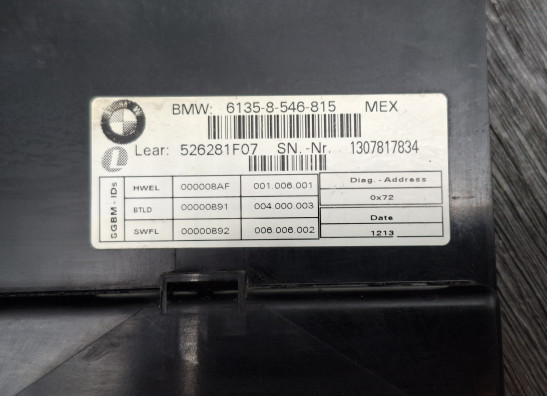 BMW: 6135-8-546-815 MEX
Lear: 526281F07 SN.-Nr. 1307817834
SGBM-IDs
HWEL 000008AF 001.006.001 Diag.-Address
0x72
BTLD 00000891 004.000.003
Date
SWFL 00000892 006.006.002 1213